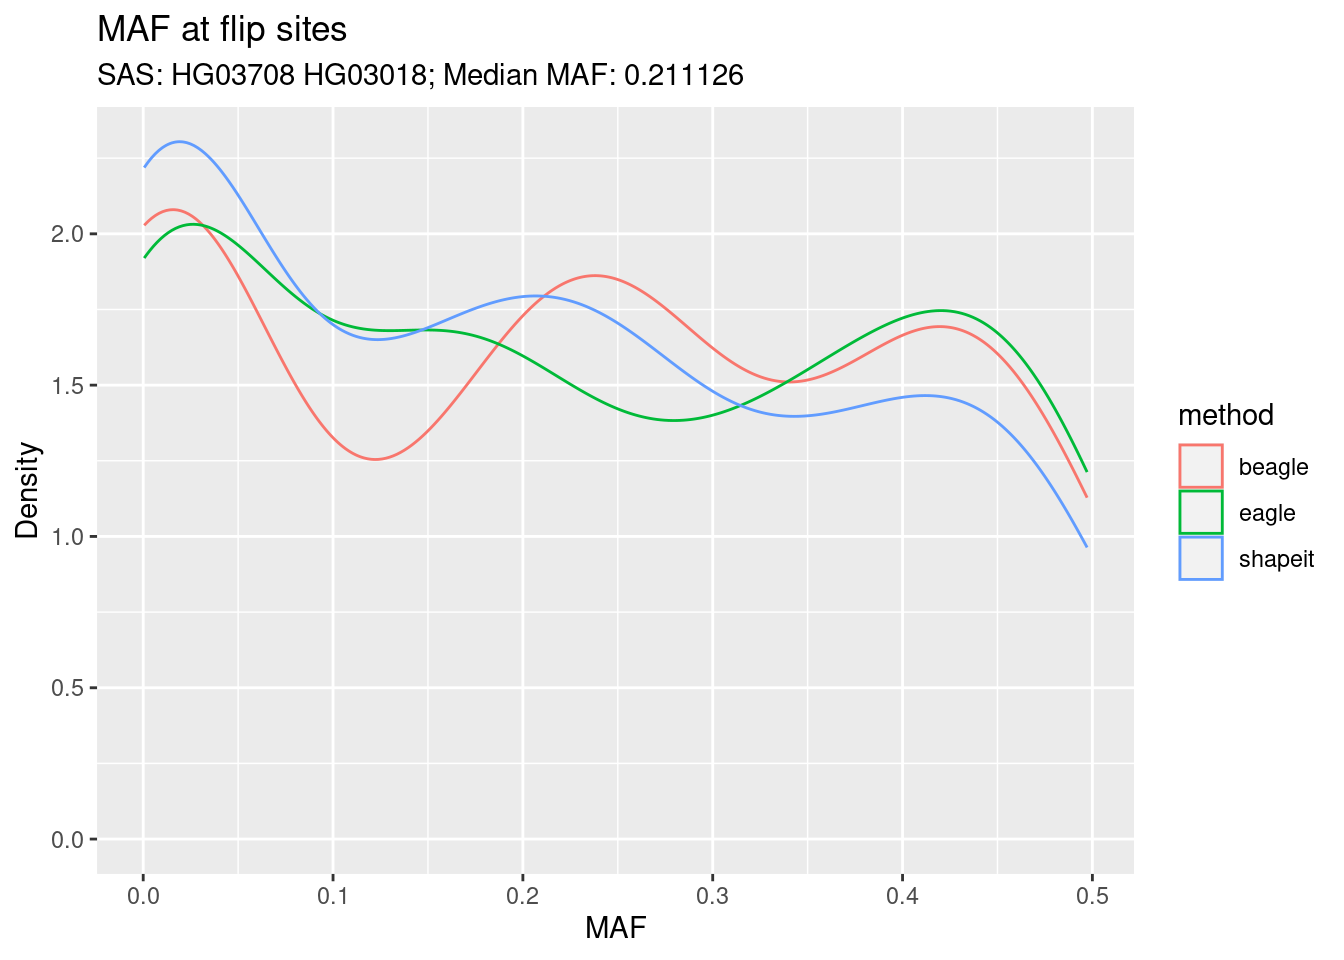 MAF at flip sites
SAS: HG03708 HG03018; Median MAF: 0.211126
2.0
1.5
1.0
0.5
0.0
Density
0.0 0.1 0.2 0.3 0.4 0.5
MAF
method
beagle
eagle
shapeit